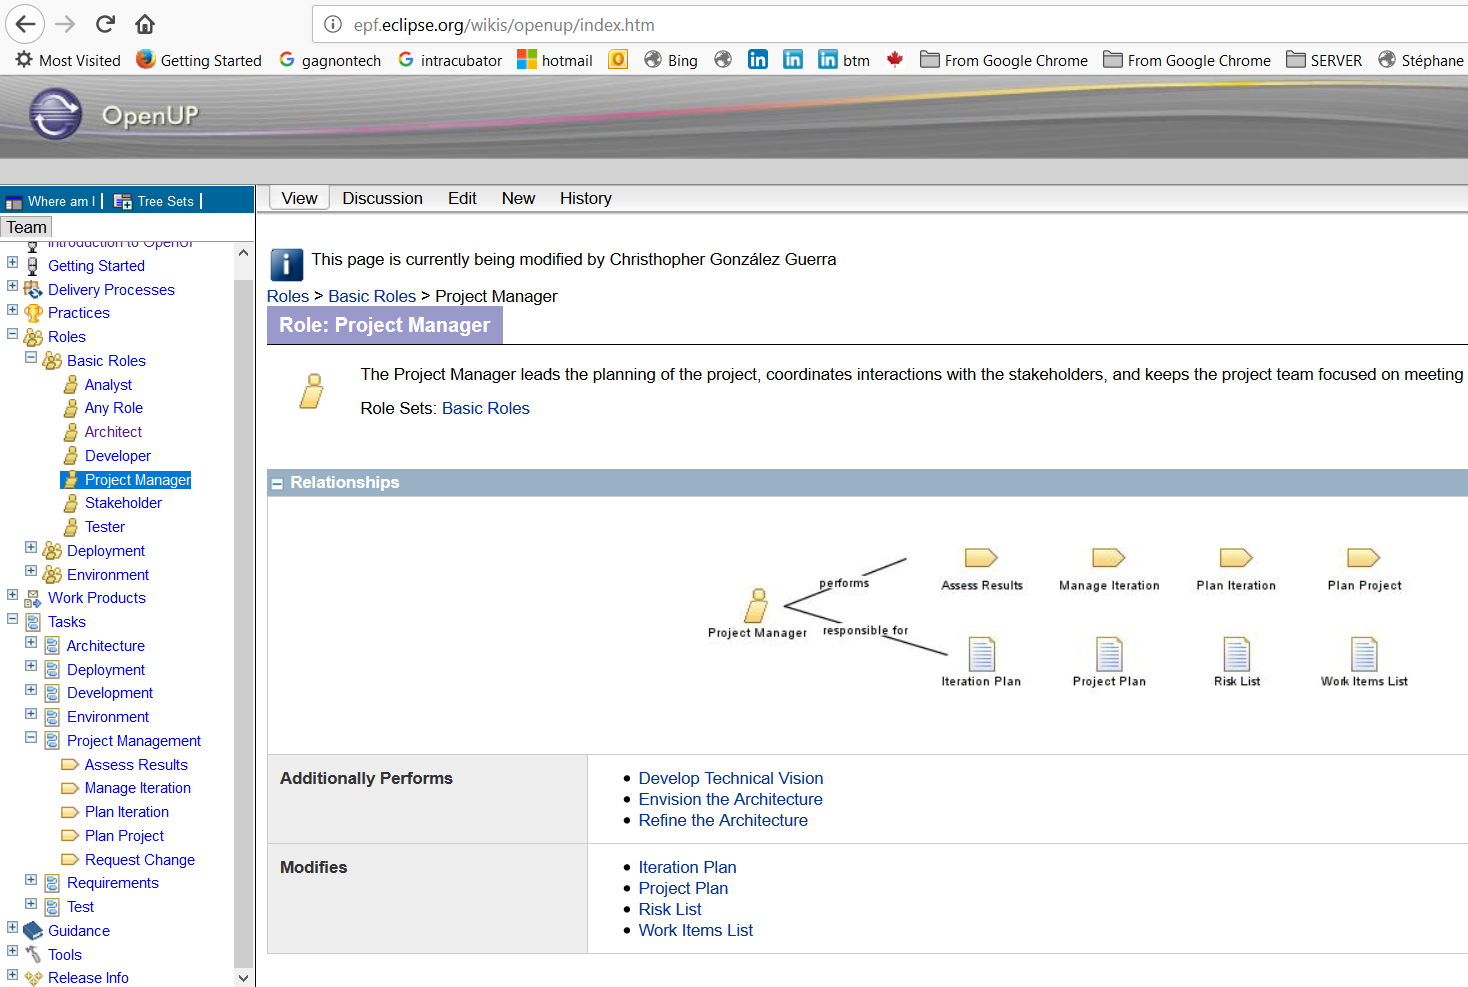 epf.eclipse.org/wikis/openup/index.htm
Most Visited Getting Started gagnontech intracubator hotmail Bing btm From Google Chrome From Google Chrome SERVER Stéphane
OpenUP
Where am I Tree Sets
View Discussion Edit New History
Team
Introduction to OpenUP
Getting Started
Delivery Processes
Practices
Roles
Basic Roles
Analyst
Any Role
Architect
Developer
Project Manager
Stakeholder
Tester
Deployment
Environment
Work Products
Tasks
Architecture
Deployment
Development
Environment
Project Management
Assess Results
Manage Iteration
Plan Iteration
Plan Project
Request Change
Requirements
Test
Guidance
Tools
Release Info
This page is currently being modified by Christhopher González Guerra
Roles > Basic Roles > Project Manager
Role: Project Manager
The Project Manager leads the planning of the project, coordinates interactions with the stakeholders, and keeps the project team focused on meeting
Role Sets: Basic Roles
Relationships
performs
Assess Results Manage Iteration Plan Iteration Plan Project
Project Manager
responsible for
Iteration Plan Project Plan Risk List Work Items List
Additionally Performs
Develop Technical Vision
Envision the Architecture
Refine the Architecture
Modifies
Iteration Plan
Project Plan
Risk List
Work Items List